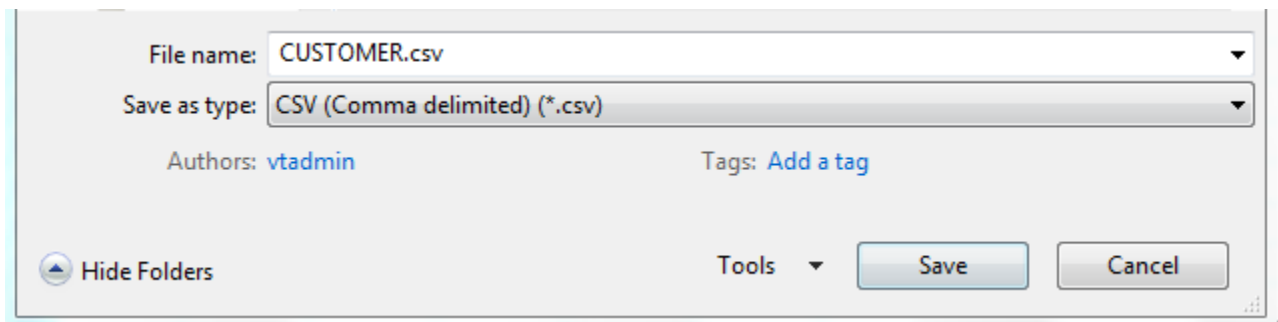 File name: CUSTOMER.csv
Save as type: CSV (Comma delimited) (*.csv)
Authors: vtadmin Tags: Add a tag
Hide Folders Tools Save Cancel